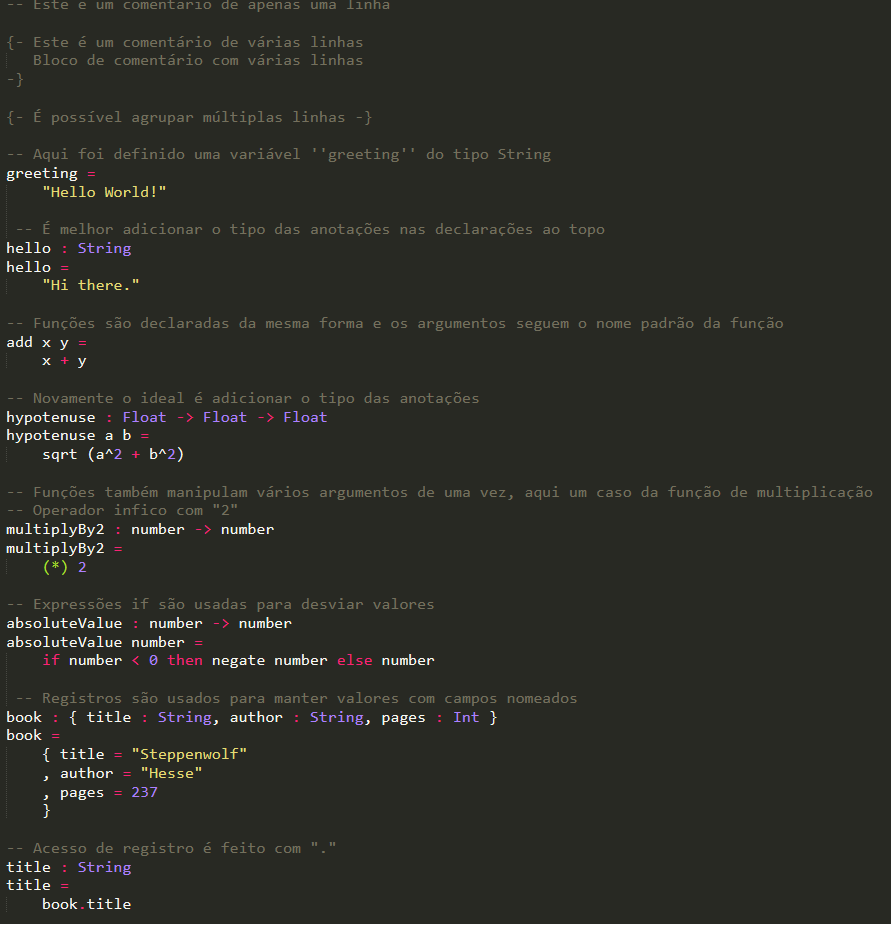 -- Este é um comentário de apenas uma linha
{- Este é um comentário de várias linhas
Bloco de comentário com várias linhas
-}
{- É possível agrupar múltiplas linhas -}
-- Aqui foi definido uma variável ''greeting'' do tipo String
greeting =
"Hello World!"
-- É melhor adicionar o tipo das anotações nas declarações ao topo
hello : String
hello =
"Hi there."
-- Funções são declaradas da mesma forma e os argumentos seguem o nome padrão da função
add x y =
x + y
-- Novamente o ideal é adicionar o tipo das anotações
hypotenuse : Float -> Float -> Float
hypotenuse a b =
sqrt (a^2 + b^2)
-- Funções também manipulam vários argumentos de uma vez, aqui um caso da função de multiplicação
-- Operador infico com "2"
multiplyBy2 : number -> number
multiplyBy2 =
(*) 2
-- Expressões if são usadas para desviar valores
absoluteValue : number -> number
absoluteValue number =
if number < 0 then negate number else number
-- Registros são usados para manter valores com campos nomeados
book : { title : String, author : String, pages : Int }
book =
{ title = "Steppenwolf"
, author = "Hesse"
, pages = 237
}
-- Acesso de registro é feito com "."
title : String
title =
book.title